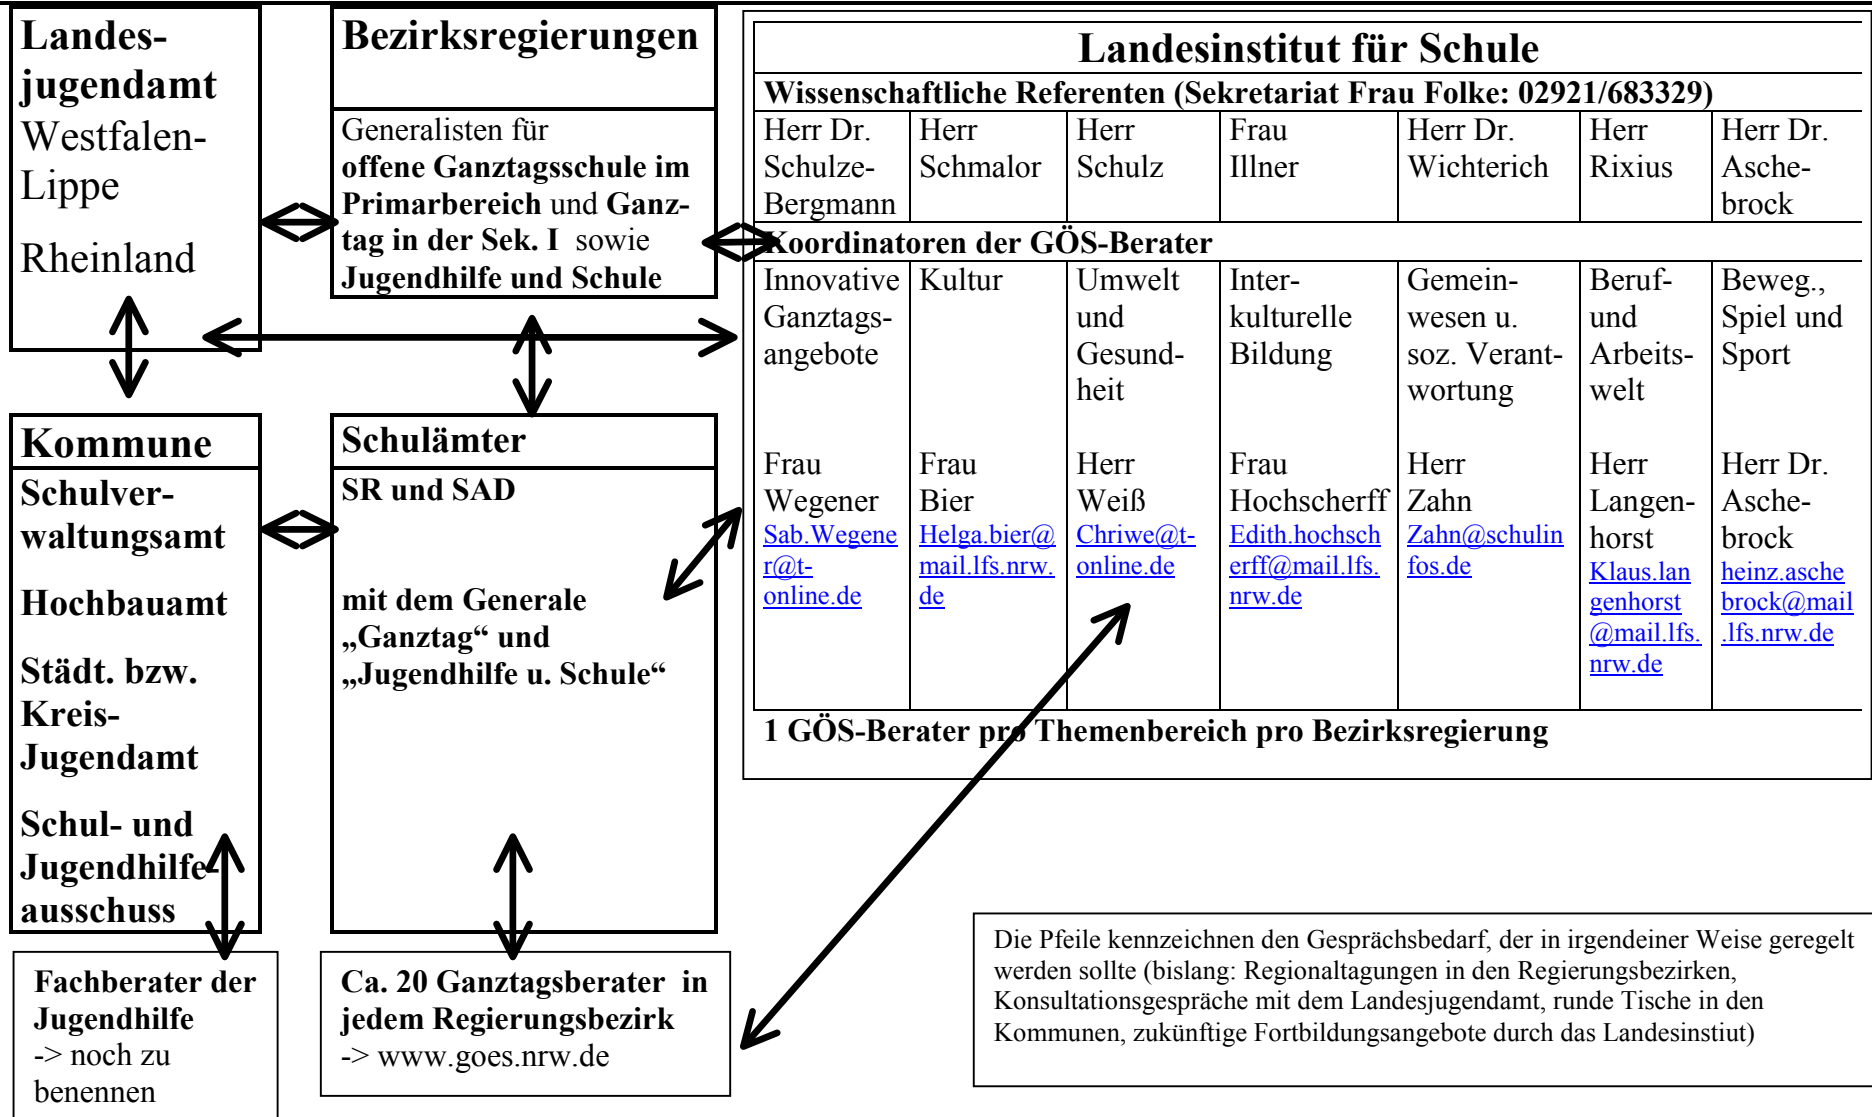 Landes-
jugendamt
Westfalen-
Lippe
Rheinland
Bezirksregierungen
Generalisten für
offene Ganztagsschule im
Primarbereich und Ganz-
tag in der Sek. I sowie
Jugendhilfe und Schule
Landesinstitut für Schule
Wissenschaftliche Referenten (Sekretariat Frau Folke: 02921/683329)
Herr Dr.
Schulze-
Bergmann
Herr
Schmalor
Herr
Schulz
Frau
Illner
Herr Dr.
Wichterich
Herr
Rixius
Herr Dr.
Asche-
brock
Koordinatoren der GÖS-Berater
Innovative
Ganztags-
angebote
Kultur
Umwelt
und
Gesund-
heit
Inter-
kulturelle
Bildung
Gemein-
wesen u.
soz. Verant-
wortung
Beruf-
und
Arbeits-
welt
Beweg.,
Spiel und
Sport
Frau
Wegener
Sab.Wegene
r@t-
online.de
Frau
Bier
Helga.bier@
mail.lfs.nrw.
de
Herr
Weiß
Chriwe@t-
online.de
Frau
Hochscherff
Edith.hochsch
erff@mail.lfs.
nrw.de
Herr
Zahn
Zahn@schulin
fos.de
Herr
Langen-
horst
Klaus.lan
genhorst
@mail.lfs.
nrw.de
Herr Dr.
Asche-
brock
heinz.asche
brock@mail
.lfs.nrw.de
1 GÖS-Berater pro Themenbereich pro Bezirksregierung
Kommune
Schulver-
waltungsamt
Hochbauamt
Städt. bzw.
Kreis-
Jugendamt
Schul- und
Jugendhilfe-
ausschuss
Schulämter
SR und SAD
mit dem Generale
„Ganztag“ und
„Jugendhilfe u. Schule“
Fachberater der
Jugendhilfe
-> noch zu
benennen
Ca. 20 Ganztagsberater in
jedem Regierungsbezirk
-> www.goes.nrw.de
Die Pfeile kennzeichnen den Gesprächsbedarf, der in irgendeiner Weise geregelt
werden sollte (bislang: Regionaltagungen in den Regierungsbezirken,
Konsultationsgespräche mit dem Landesjugendamt, runde Tische in den
Kommunen, zukünftige Fortbildungsangebote durch das Landesinstiut)